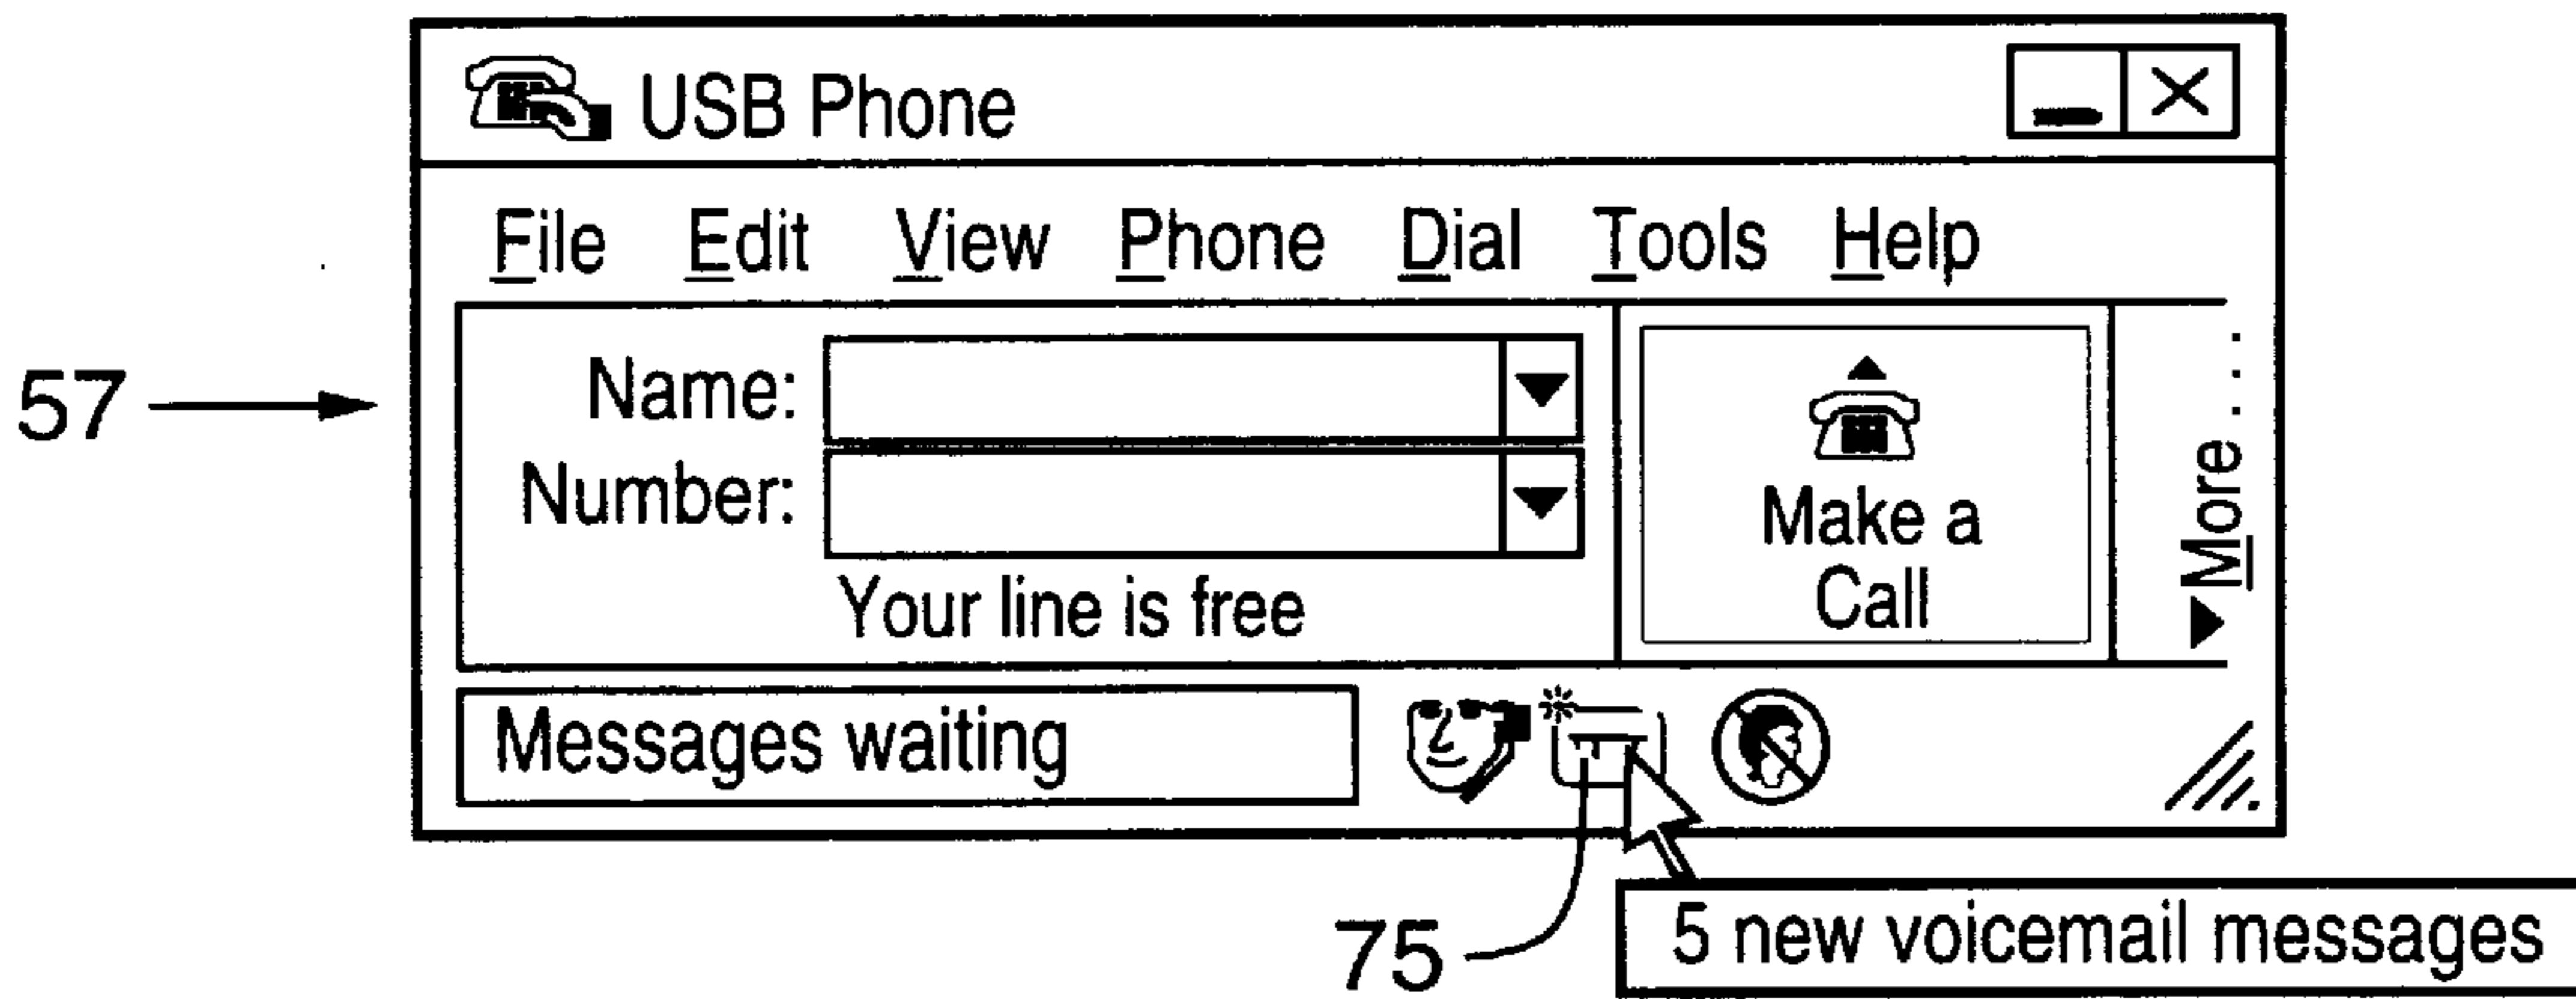 USB Phone
File Edit View Phone Dial Tools Help
57
Name:
Number:
Your line is free
Make a
Call
More . . .
Messages waiting
75
5 new voicemail messages